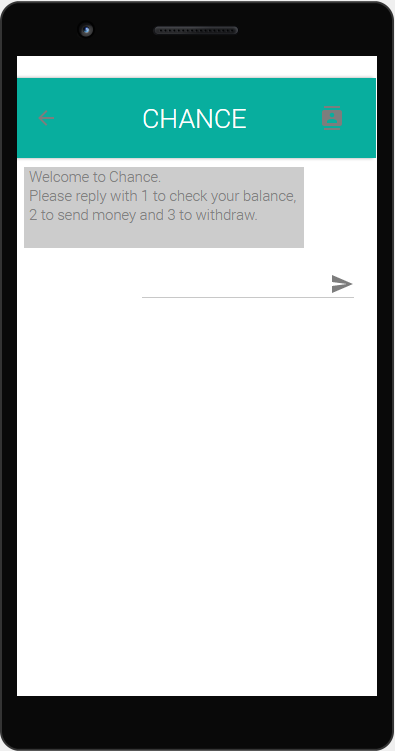 CHANCE
Welcome to Chance.
Please reply with 1 to check your balance,
2 to send money and 3 to withdraw.